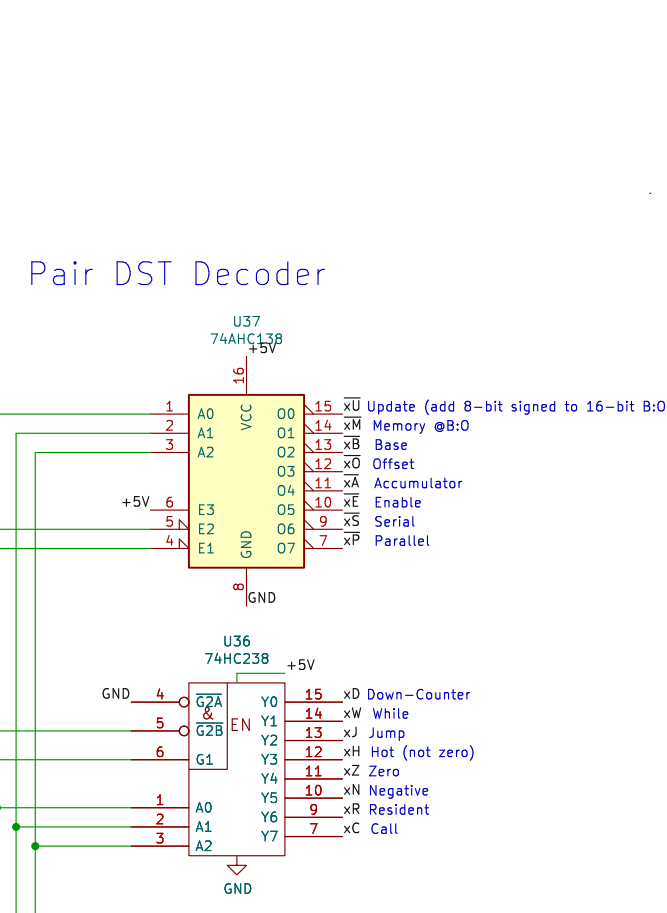 Pair DST Decoder
U37
74AHC138
+5V
16
VCC
1 A0 O0 15 xU Update (add 8-bit signed to 16-bit B:O
2 A1 O1 14 xM Memory @B:O
3 A2 O2 13 xB Base
O3 12 xO Offset
O4 11 xA Accumulator
+5V 6 E3 O5 10 xE Enable
5 E2 O6 9 xS Serial
4 E1 O7 7 xP Parallel
GND
8
GND
U36
74HC238
+5V
GND 4 G2A Y0 15 xD Down-Counter
& EN Y1 14 xW While
5 G2B Y2 13 xJ Jump
6 G1 Y3 12 xH Hot (not zero)
Y4 11 xZ Zero
Y5 10 xN Negative
1 A0 Y6 9 xR Resident
2 A1 Y7 7 xC Call
3 A2
GND